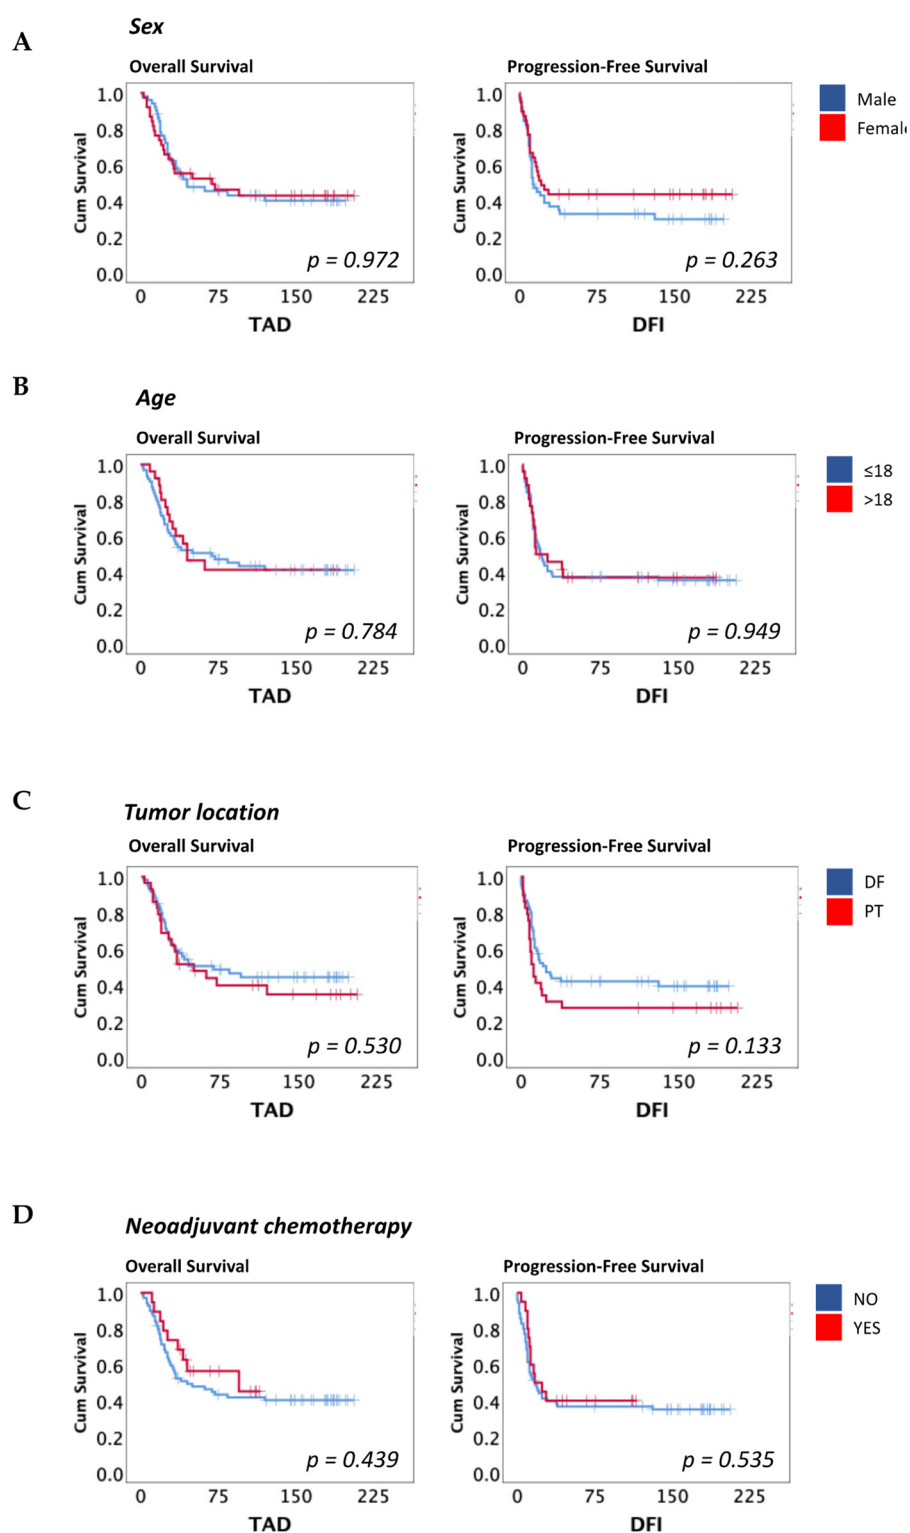 A
Sex
Overall Survival
Progression-Free Survival
Cum Survival
1.0
0.8
0.6
0.4
0.2
0.0
p = 0.972
0 75 150 225
TAD
Cum Survival
1.0
0.8
0.6
0.4
0.2
0.0
p = 0.263
0 75 150 225
DFI
Male
Femal
B
Age
Overall Survival
Progression-Free Survival
Cum Survival
1.0
0.8
0.6
0.4
0.2
0.0
p = 0.784
0 75 150 225
TAD
Cum Survival
1.0
0.8
0.6
0.4
0.2
0.0
p = 0.949
0 75 150 225
DFI
≤18
>18
C
Tumor location
Overall Survival
Progression-Free Survival
Cum Survival
1.0
0.8
0.6
0.4
0.2
0.0
p = 0.530
0 75 150 225
TAD
Cum Survival
1.0
0.8
0.6
0.4
0.2
0.0
p = 0.133
0 75 150 225
DFI
DF
PT
D
Neoadjuvant chemotherapy
Overall Survival
Progression-Free Survival
Cum Survival
1.0
0.8
0.6
0.4
0.2
0.0
p = 0.439
0 75 150 225
TAD
Cum Survival
1.0
0.8
0.6
0.4
0.2
0.0
p = 0.535
0 75 150 225
DFI
NO
YES